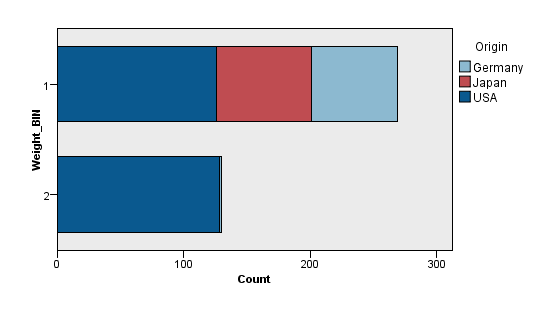 Origin
Germany
Japan
USA
Weight_BIN
1
2
0
100
200
300
Count